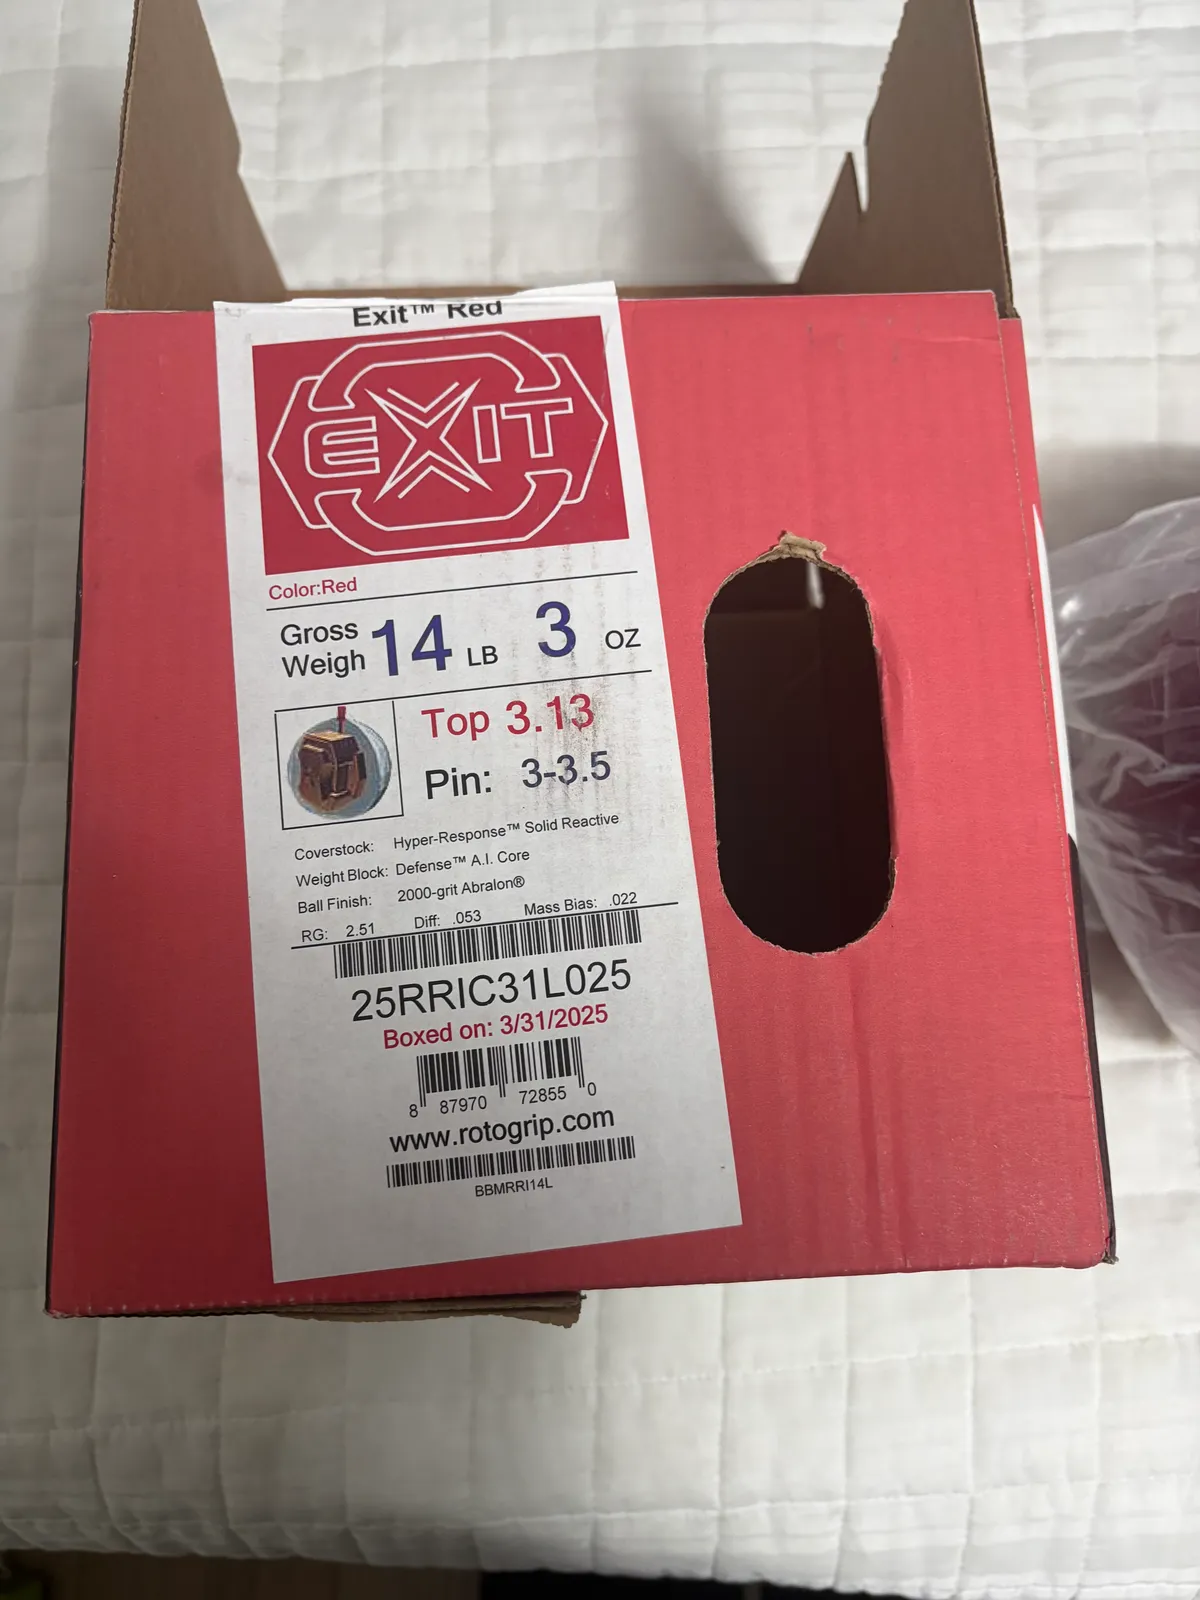 Exit™ Red
EXIT
Color:Red
Gross Weigh 14 LB 3 OZ
Top 3.13
Pin: 3-3.5
Coverstock: Hyper-Response™ Solid Reactive
Weight Block: Defense™ A.I. Core
Ball Finish: 2000-grit Abralon®
RG: 2.51 Diff: .053 Mass Bias: .022
25RRIC31L025
Boxed on: 3/31/2025
8 87970 72855 0
www.rotogrip.com
BBMRRI14L